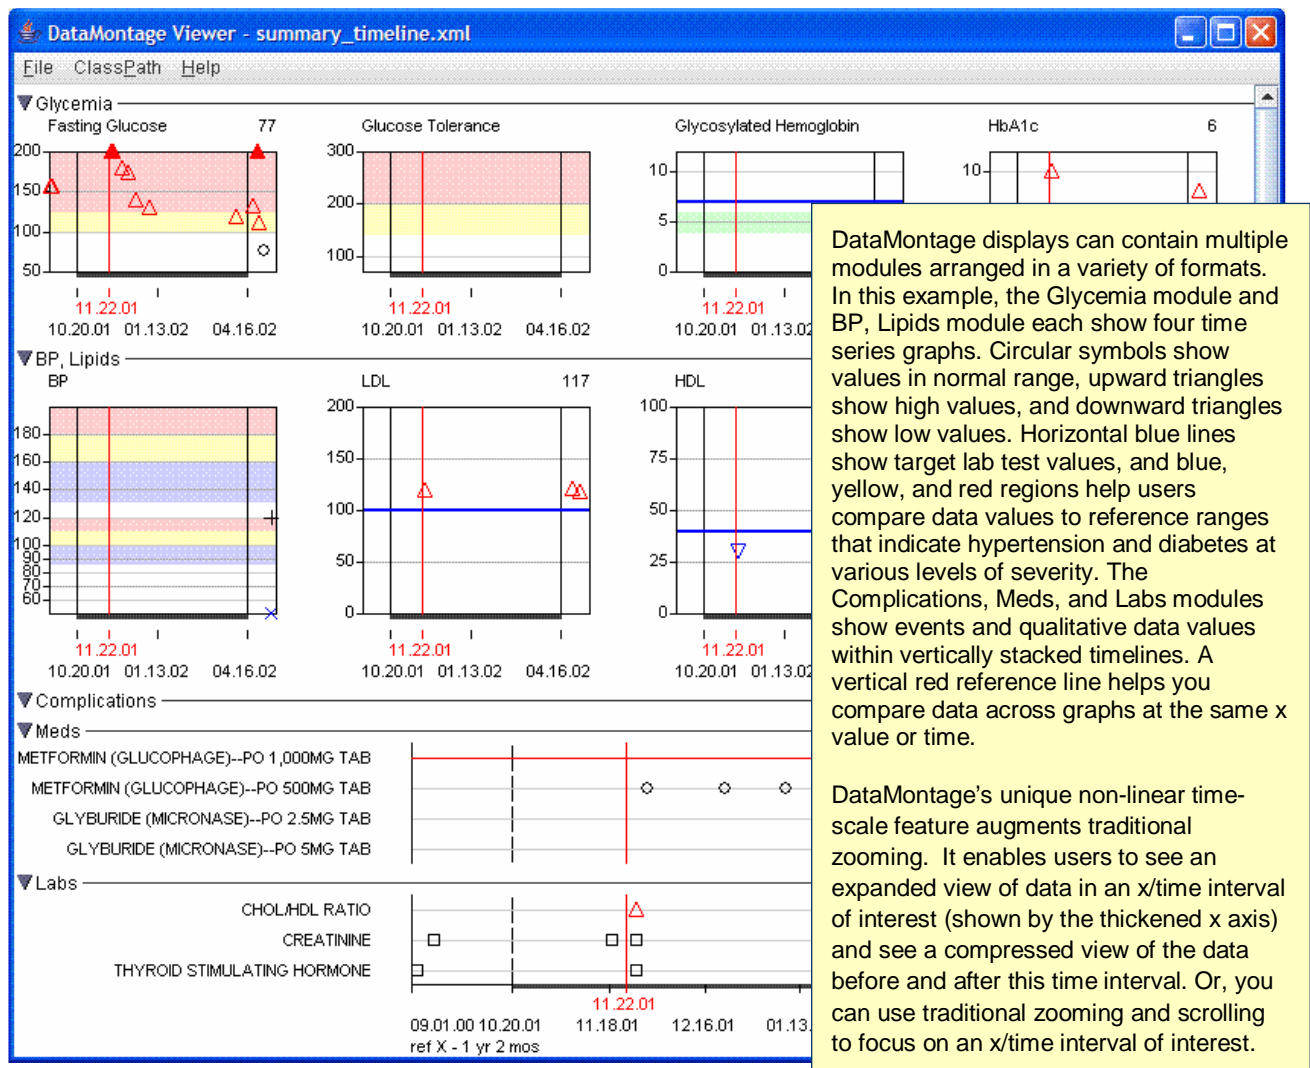 DataMontage Viewer - summary_timeline.xml
File ClassPath Help
Glycemia
Fasting Glucose 77
200
150
100
50
11.22.01
10.20.01 01.13.02 04.16.02
Glucose Tolerance
300
200
100
11.22.01
10.20.01 01.13.02 04.16.02
Glycosylated Hemoglobin
10
5
0
11.22.01
10.20.01 01.13.02
HbA1c 6
10
BP, Lipids
BP
180
160
140
120
100
90
80
70
60
11.22.01
10.20.01 01.13.02 04.16.02
LDL 117
200
150
100
50
0
11.22.01
10.20.01 01.13.02 04.16.02
HDL
100
75
50
25
0
11.22.01
10.20.01 01.13.02
Complications
Meds
METFORMIN (GLUCOPHAGE)--PO 1,000MG TAB
METFORMIN (GLUCOPHAGE)--PO 500MG TAB
GLYBURIDE (MICRONASE)--PO 2.5MG TAB
GLYBURIDE (MICRONASE)--PO 5MG TAB
Labs
CHOL/HDL RATIO
CREATININE
THYROID STIMULATING HORMONE
11.22.01
09.01.00 10.20.01 11.18.01 12.16.01 01.13.
ref X - 1 yr 2 mos
DataMontage displays can contain multiple
modules arranged in a variety of formats.
In this example, the Glycemia module and
BP, Lipids module each show four time
series graphs. Circular symbols show
values in normal range, upward triangles
show high values, and downward triangles
show low values. Horizontal blue lines
show target lab test values, and blue,
yellow, and red regions help users
compare data values to reference ranges
that indicate hypertension and diabetes at
various levels of severity. The
Complications, Meds, and Labs modules
show events and qualitative data values
within vertically stacked timelines. A
vertical red reference line helps you
compare data across graphs at the same x
value or time.
DataMontage's unique non-linear time-
scale feature augments traditional
zooming. It enables users to see an
expanded view of data in an x/time interval
of interest (shown by the thickened x axis)
and see a compressed view of the data
before and after this time interval. Or, you
can use traditional zooming and scrolling
to focus on an x/time interval of interest.